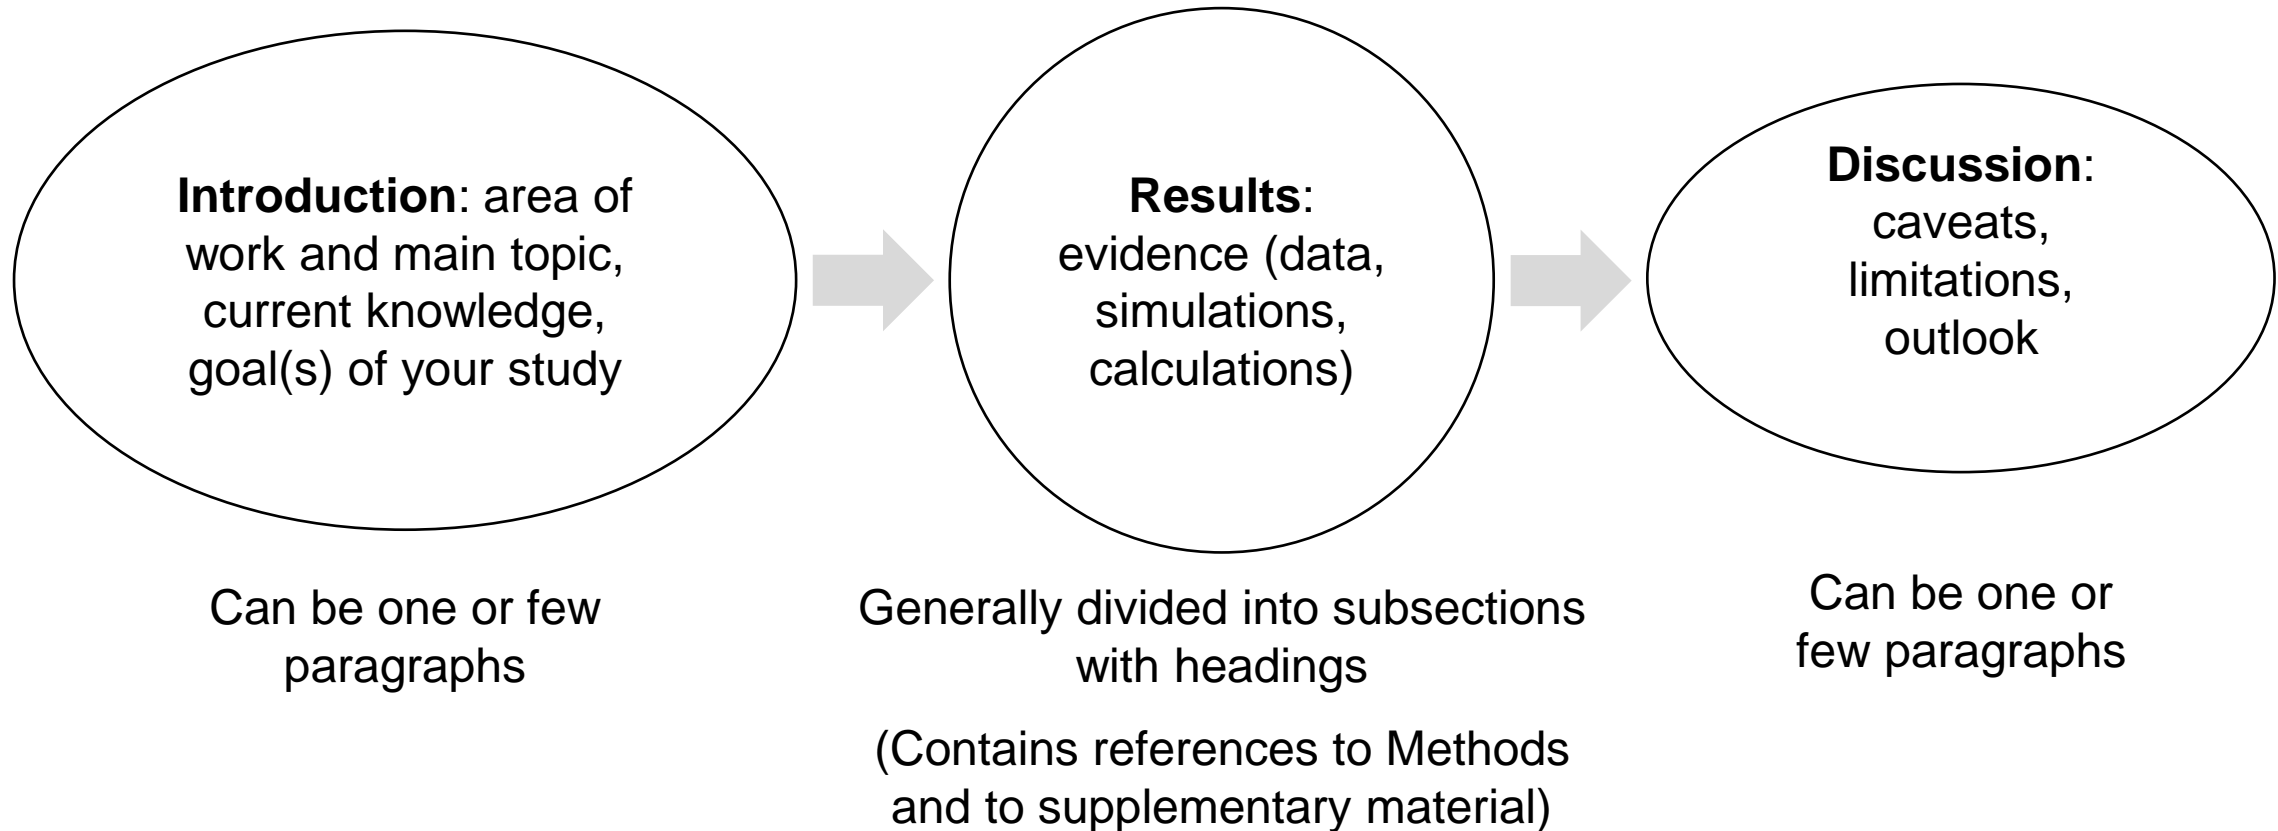 Introduction: area of
work and main topic,
current knowledge,
goal(s) of your study
Can be one or few
paragraphs
Results:
evidence (data,
simulations,
calculations)
Generally divided into subsections
with headings
(Contains references to Methods
and to supplementary material)
Discussion:
caveats,
limitations,
outlook
Can be one or
few paragraphs